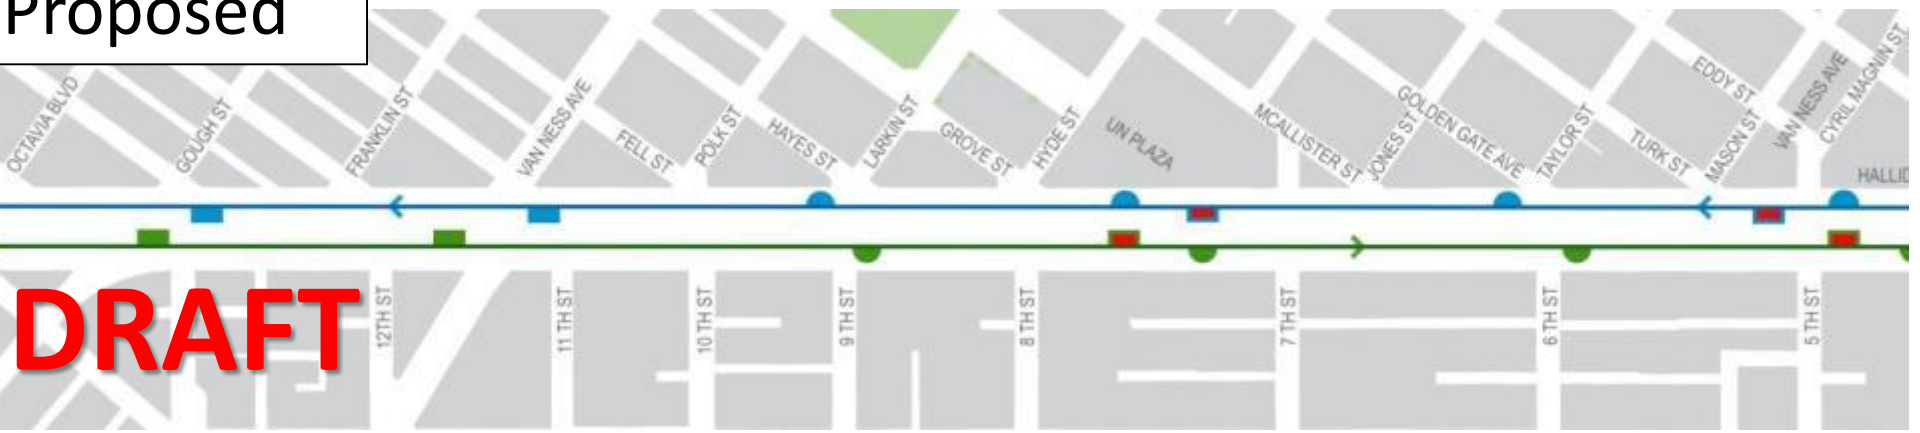 Proposed
OCTAVIA BLVD
GOUGH ST
FRANKLIN ST
VAN NESS AVE
FELL ST
POLK ST
HAYES ST
LARKIN ST
GROVE ST
HYDE ST
UN PLAZA
MCALLISTER ST
JONES ST
GOLDEN GATE AVE
TAYLOR ST
TURK ST
EDDY ST
MASON ST
VAN NESS AVE
CYRIL MAGNIN ST.
HALLID
DRAFT
12TH ST
11 TH ST
10 TH ST
9 TH ST
8 TH ST
7 TH ST
6 TH ST
5 TH ST